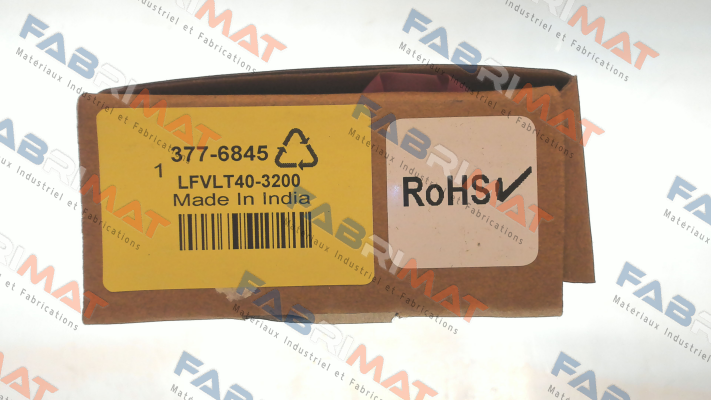 377-6845
1
LFVLT40-3200
Made In India
RoHS✓
FABRIMAT
Materiaux Industriel et Fabrications